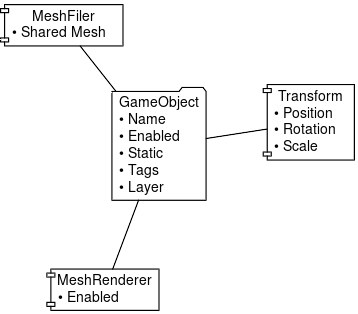 MeshFiler
• Shared Mesh
GameObject
• Name
• Enabled
• Static
• Tags
• Layer
Transform
• Position
• Rotation
• Scale
MeshRenderer
• Enabled